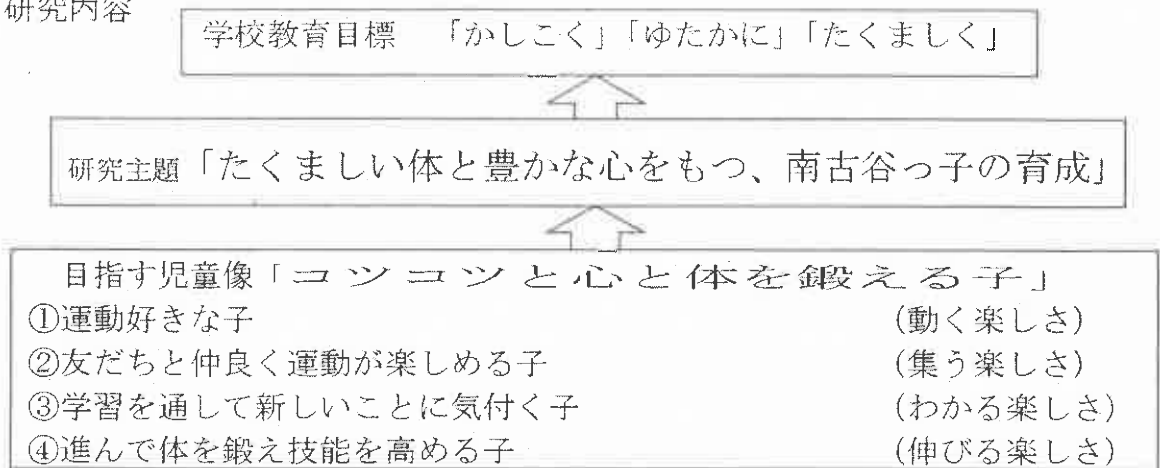 研究内容
学校教育目標　「かしこく」「ゆたかに」「たくましく」
研究主題「たくましい体と豊かな心をもつ、南古谷っ子の育成」
目指す児童像「コツコツと心と体を鍛える子」
①運動好きな子　(動く楽しさ)
②友だちと仲良く運動が楽しめる子　(集う楽しさ)
③学習を通して新しいことに気付く子　(わかる楽しさ)
④進んで体を鍛え技能を高める子　(伸びる楽しさ)